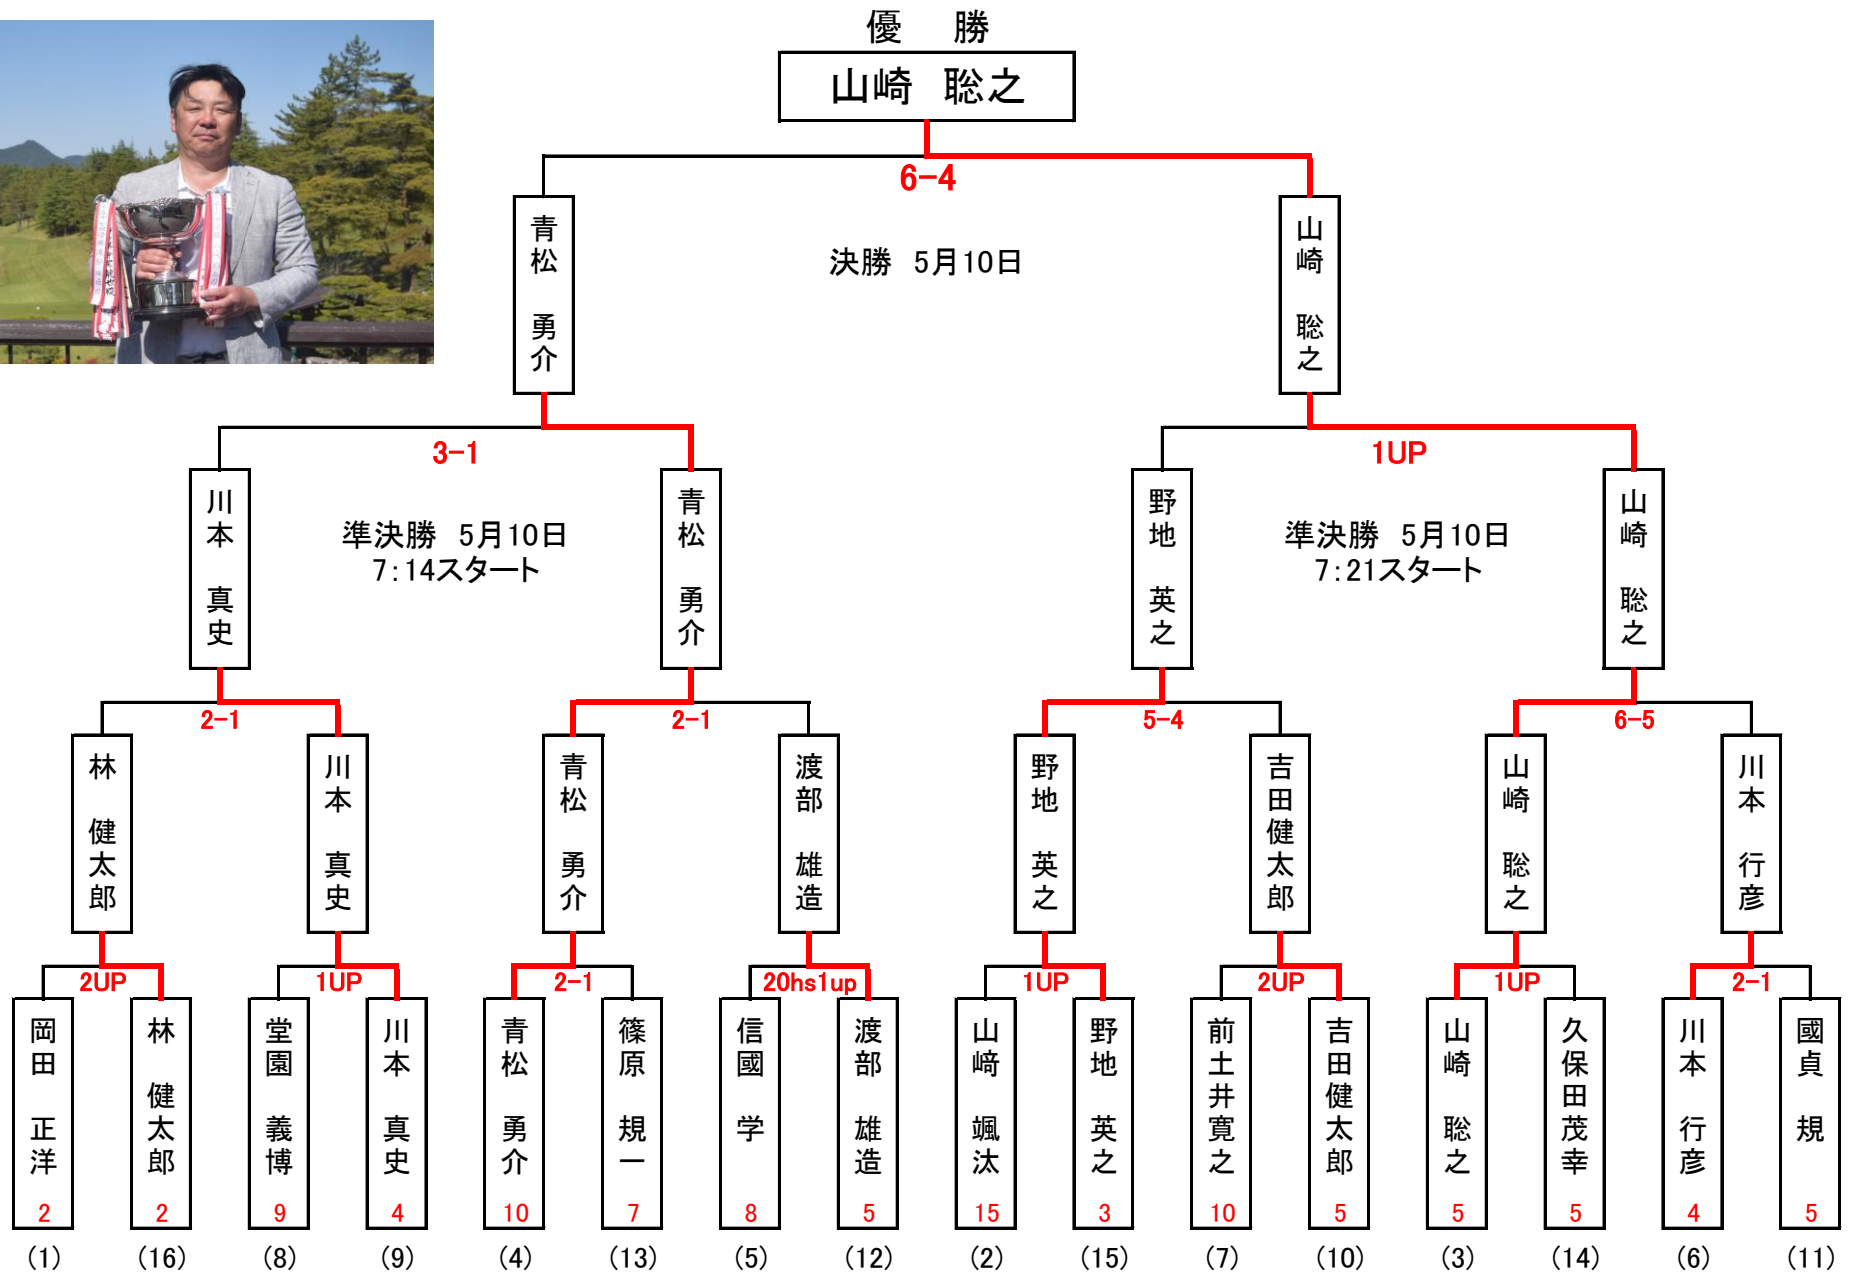 優　勝
山崎　聡之
6-4
青松　勇介
山崎　聡之
決勝　5月10日
3-1
1UP
川本　真史
青松　勇介
野地　英之
山崎　聡之
準決勝　5月10日
7:14スタート
準決勝　5月10日
7:21スタート
2-1
2-1
5-4
6-5
林　健太郎
川本　真史
青松　勇介
渡部　雄造
野地　英之
吉田健太郎
山崎　聡之
川本　行彦
2UP
1UP
2-1
20hs1up
1UP
2UP
1UP
2-1
岡田　正洋
林　健太郎
堂園　義博
川本　真史
青松　勇介
篠原　規一
信國　学
渡部　雄造
山﨑　颯汰
野地　英之
前土井寛之
吉田健太郎
山崎　聡之
久保田茂幸
川本　行彦
國貞　規
2 2 9 4 10 7 8 5 15 3 10 5 5 5 4 5
(1) (16) (8) (9) (4) (13) (5) (12) (2) (15) (7) (10) (3) (14) (6) (11)